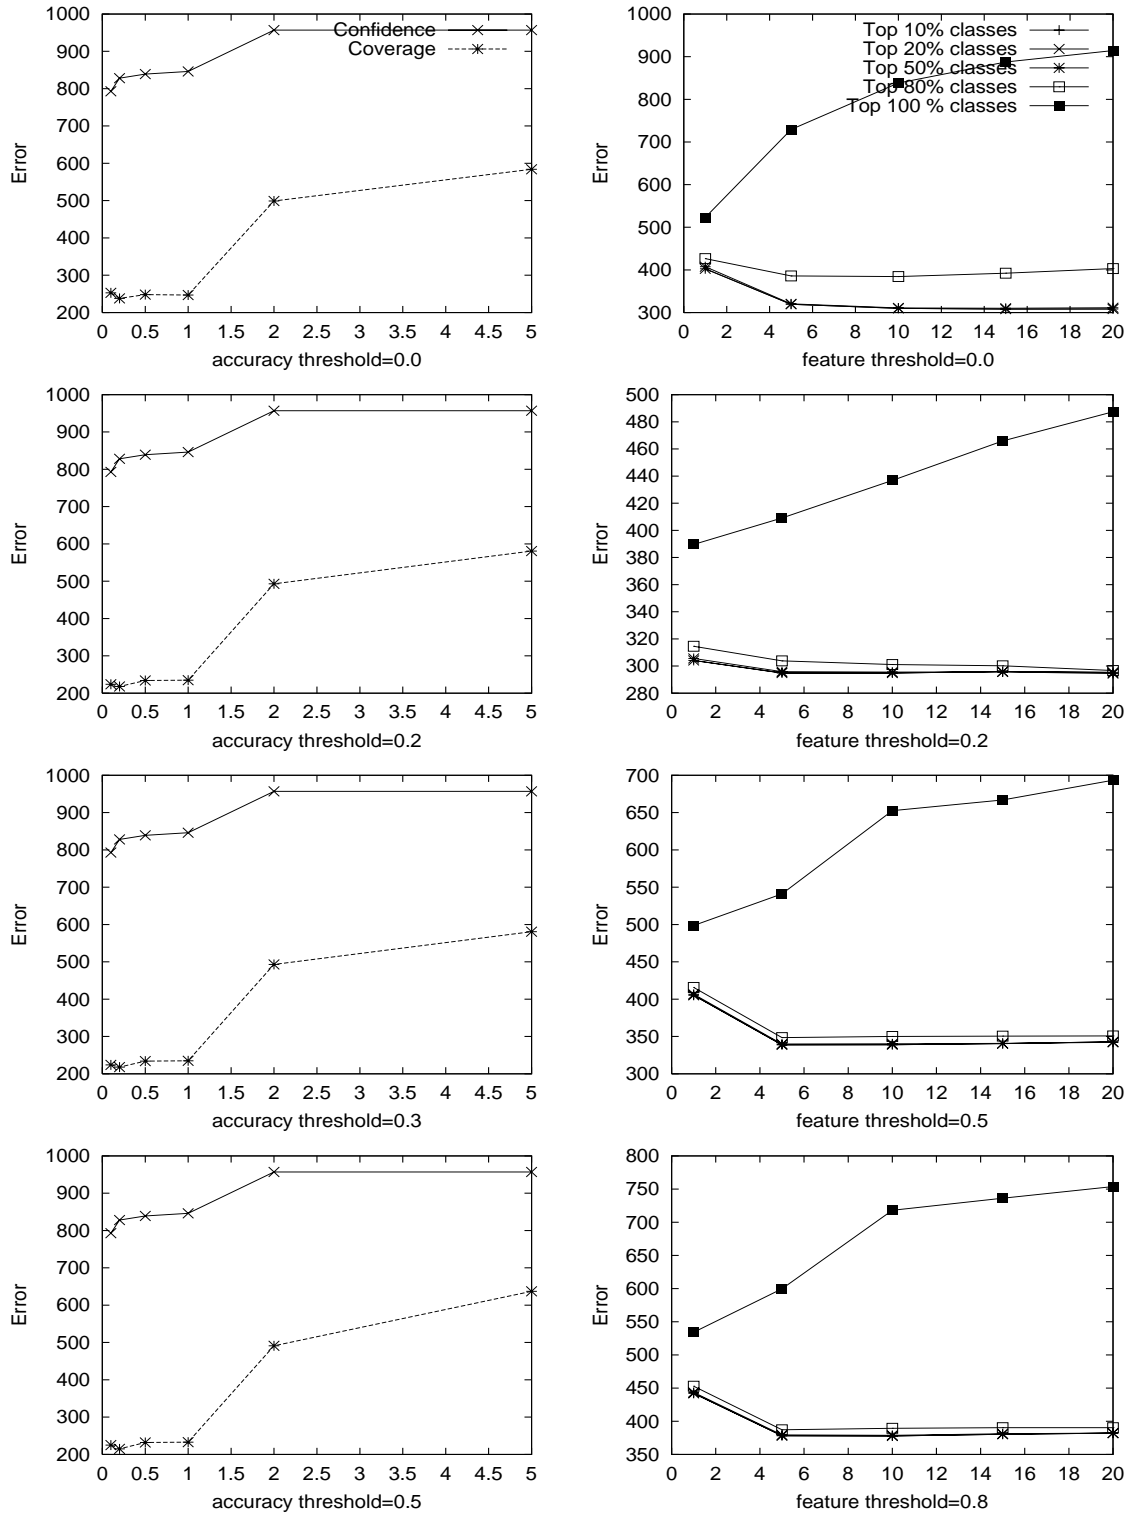 1000
900
800
700
600
500
400
300
200
Error
Confidence
Coverage
0 0.5 1 1.5 2 2.5 3 3.5 4 4.5 5
accuracy threshold=0.0
1000
900
800
700
600
500
400
300
Error
Top 10% classes
Top 20% classes
Top 50% classes
Top 80% classes
Top 100 % classes
0 2 4 6 8 10 12 14 16 18 20
feature threshold=0.0
1000
900
800
700
600
500
400
300
200
Error
0 0.5 1 1.5 2 2.5 3 3.5 4 4.5 5
accuracy threshold=0.2
500
480
460
440
420
400
380
360
340
320
300
280
Error
0 2 4 6 8 10 12 14 16 18 20
feature threshold=0.2
1000
900
800
700
600
500
400
300
200
Error
0 0.5 1 1.5 2 2.5 3 3.5 4 4.5 5
accuracy threshold=0.3
700
650
600
550
500
450
400
350
300
Error
0 2 4 6 8 10 12 14 16 18 20
feature threshold=0.5
1000
900
800
700
600
500
400
300
200
Error
0 0.5 1 1.5 2 2.5 3 3.5 4 4.5 5
accuracy threshold=0.5
800
750
700
650
600
550
500
450
400
350
Error
0 2 4 6 8 10 12 14 16 18 20
feature threshold=0.8